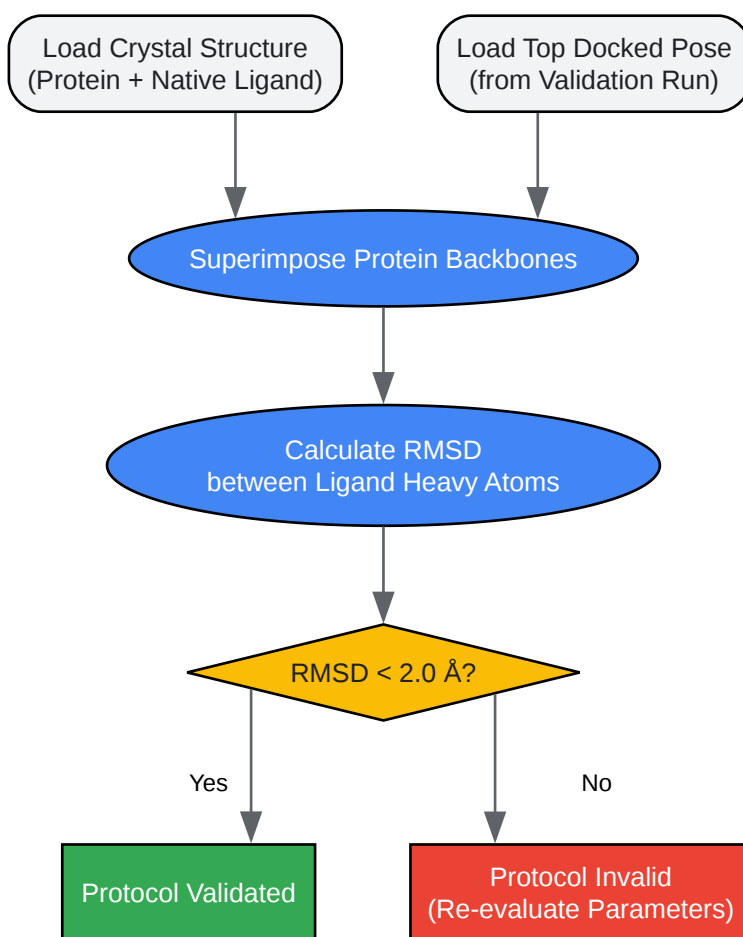 Load Crystal Structure
(Protein + Native Ligand)
Load Top Docked Pose
(from Validation Run)
Superimpose Protein Backbones
Calculate RMSD
between Ligand Heavy Atoms
RMSD < 2.0 Å?
Yes
No
Protocol Validated
Protocol Invalid
(Re-evaluate Parameters)